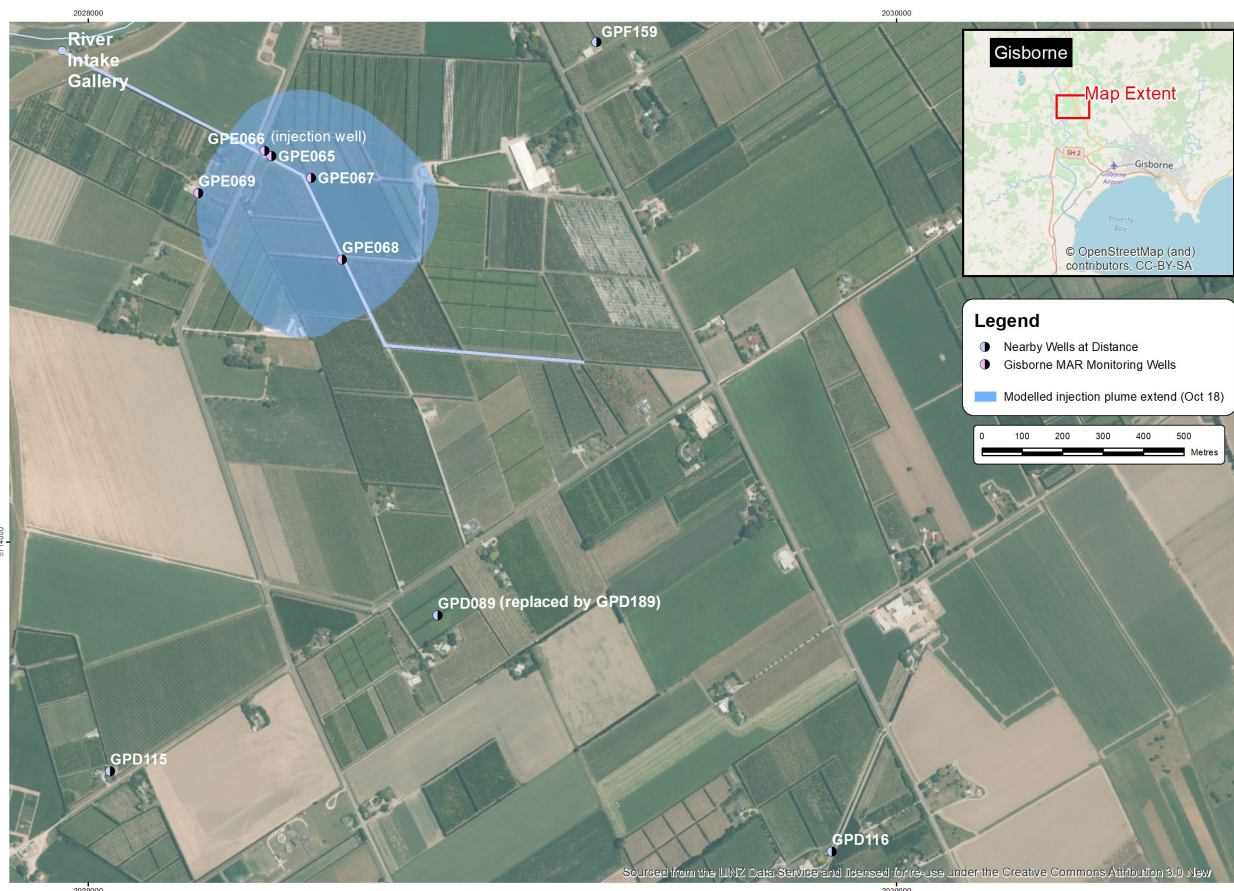 2028000
2030000
River
Intake
Gallery
GPF159
GPE066 (injection well)
GPE065
GPE067
GPE069
GPE068
GPD089 (replaced by GPD189)
GPD115
GPD116
Gisborne
Map Extent
SH 2
Gisborne
Gisborne
Airport
Poverty
Bay
© OpenStreetMap (and)
contributors, CC-BY-SA
Legend
Nearby Wells at Distance
Gisborne MAR Monitoring Wells
Modelled injection plume extend (Oct 18)
0 100 200 300 400 500
Metres
Sourced from the LINZ Data Service and licensed for re-use under the Creative Commons Attribution 3.0 New
2028000
2030000